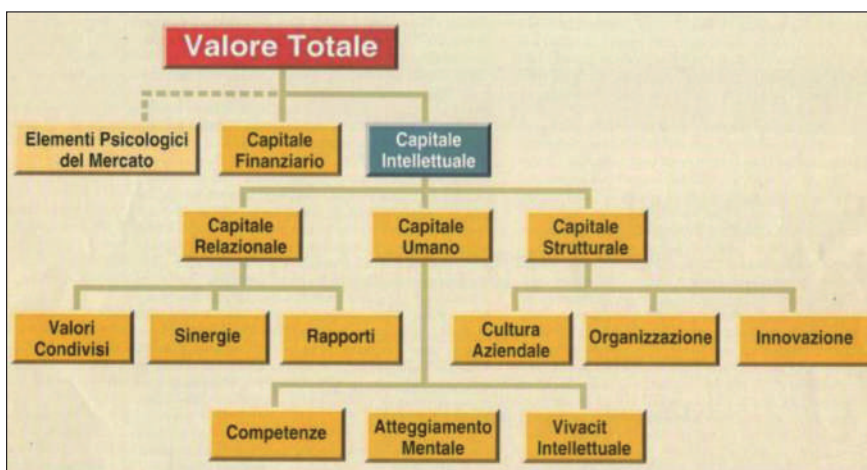 Valore Totale
Elementi Psicologici
del Mercato
Capitale
Finanziario
Capitale
Intellettuale
Capitale
Relazionale
Capitale
Umano
Capitale
Strutturale
Valori
Condivisi
Sinergie
Rapporti
Cultura
Aziendale
Organizzazione
Innovazione
Competenze
Atteggiamento
Mentale
Vivacit
Intellettuale